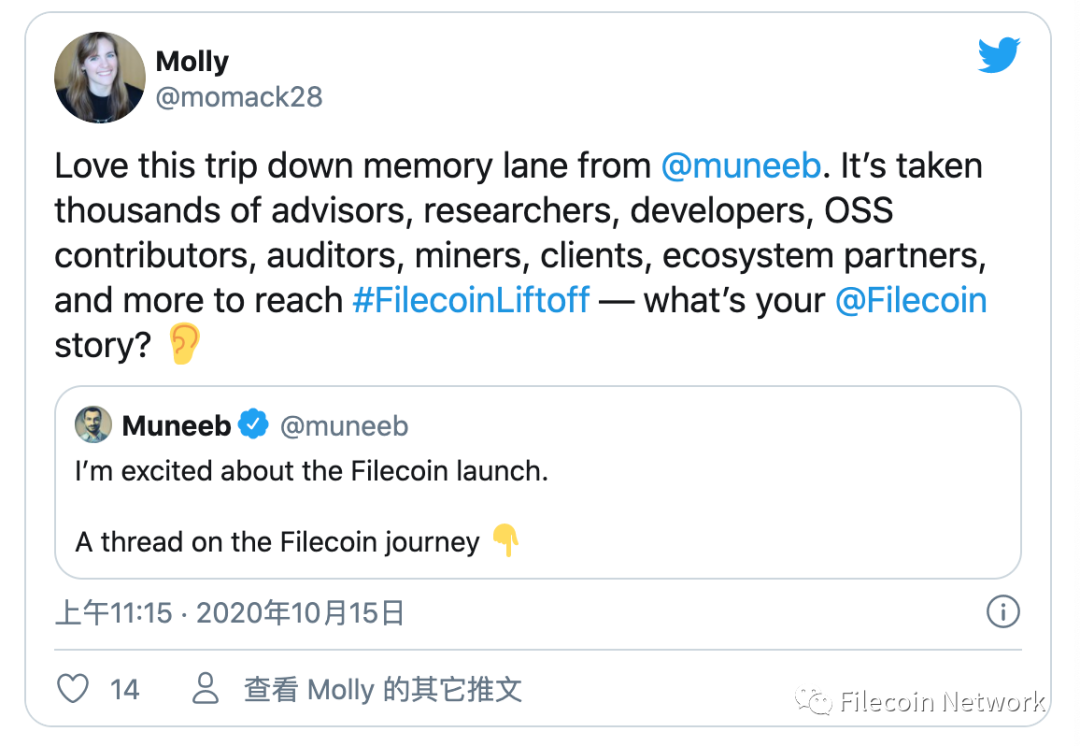 Molly
@momack28
Love this trip down memory lane from @muneeb. It’s taken
thousands of advisors, researchers, developers, OSS
contributors, auditors, miners, clients, ecosystem partners,
and more to reach #FilecoinLiftoff — what’s your @Filecoin
story? 👂
Muneeb @muneeb
I’m excited about the Filecoin launch.
A thread on the Filecoin journey 👇
上午11:15 · 2020年10月15日
14 查看 Molly 的其它推文
Filecoin Network